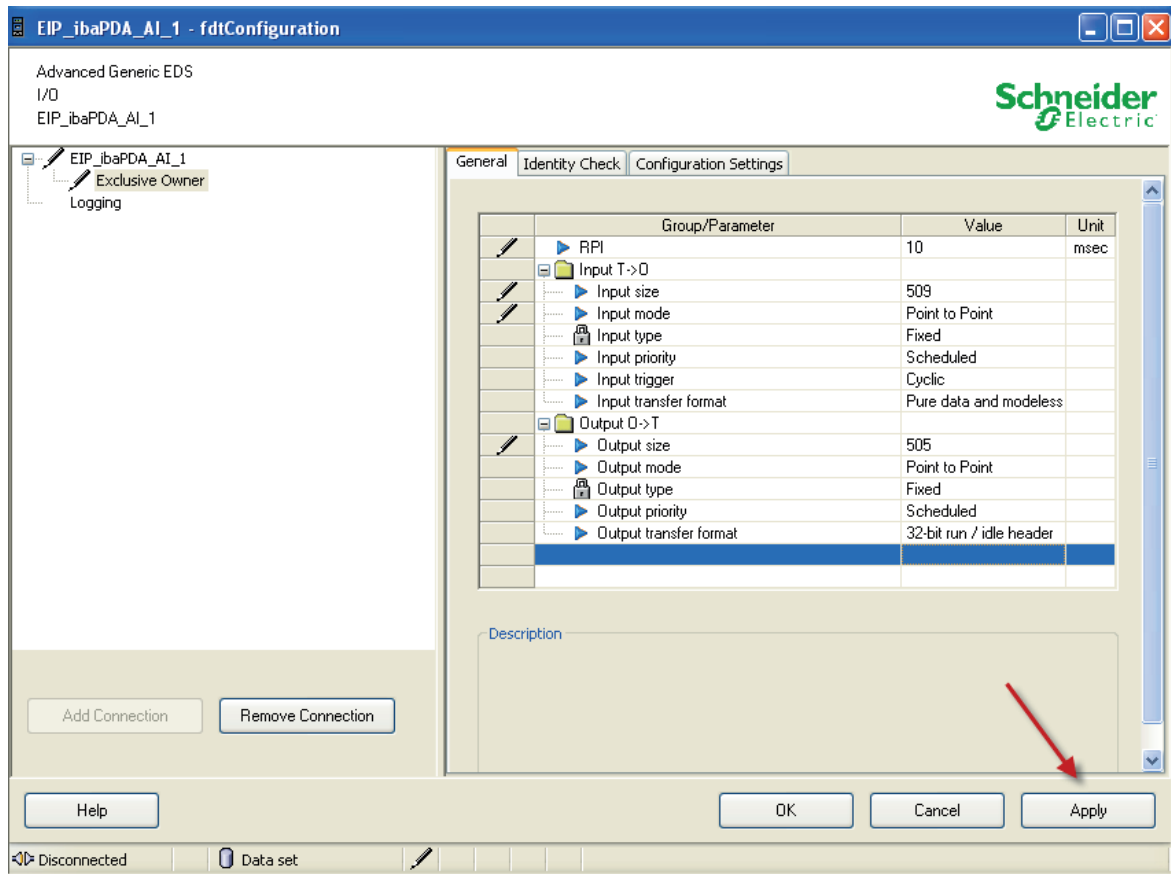 EIP_ibaPDA_AI_1 - fdtConfiguration
Advanced Generic EDS
I/O
EIP_ibaPDA_AI_1
Schneider
Electric
EIP_ibaPDA_AI_1
Exclusive Owner
Logging
General Identity Check Configuration Settings
Group/Parameter Value Unit
RPI 10 msec
Input T->O
Input size 509
Input mode Point to Point
Input type Fixed
Input priority Scheduled
Input trigger Cyclic
Input transfer format Pure data and modeless
Output O->T
Output size 505
Output mode Point to Point
Output type Fixed
Output priority Scheduled
Output transfer format 32-bit run / idle header
Description
Add Connection Remove Connection
Help OK Cancel Apply
Disconnected Data set